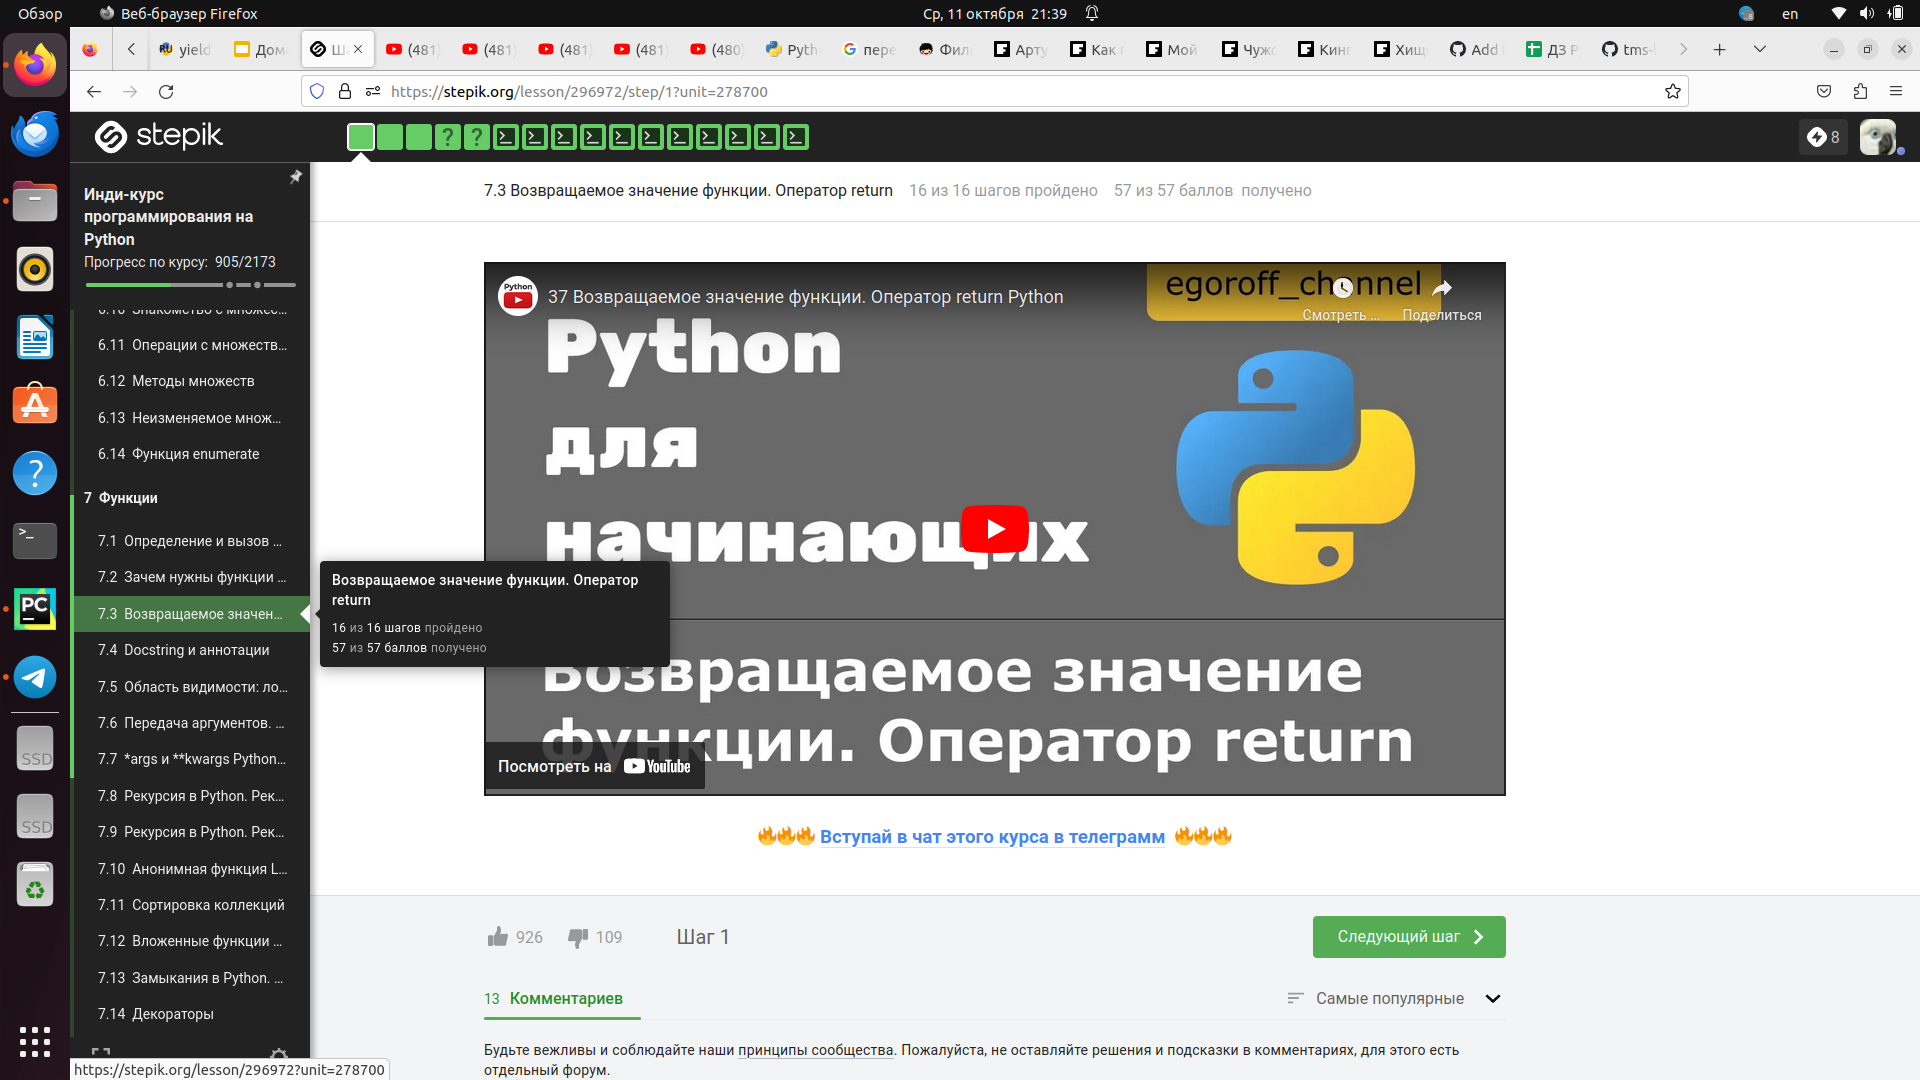 Обзор
Веб-браузер Firefox
Ср, 11 октября 21:39
en
yield
Дома
Ша
(481)
(481)
(481)
(481)
(480)
Pyth
пере
Фил
Арту
Как
Мой
Чуж
Кинг
Хищ
Add
ДЗ P
tms-
https://stepik.org/lesson/296972/step/1?unit=278700
stepik
8
Инди-курс
программирования на
Python
Прогресс по курсу: 905/2173
6.10 Знакомство с множес...
6.11 Операции с множеств...
6.12 Методы множеств
6.13 Неизменяемое множ...
6.14 Функция enumerate
7 Функции
7.1 Определение и вызов ...
7.2 Зачем нужны функции ...
7.3 Возвращаемое значен...
7.4 Docstring и аннотации
7.5 Область видимости: ло...
7.6 Передача аргументов. ...
7.7 *args и **kwargs Python...
7.8 Рекурсия в Python. Рек...
7.9 Рекурсия в Python. Рек...
7.10 Анонимная функция L...
7.11 Сортировка коллекций
7.12 Вложенные функции ...
7.13 Замыкания в Python. ...
7.14 Декораторы
https://stepik.org/lesson/296972?unit=278700
7.3 Возвращаемое значение функции. Оператор return 16 из 16 шагов пройдено 57 из 57 баллов получено
Python
37 Возвращаемое значение функции. Оператор return Python
egoroff_channel
Смотреть ...
Поделиться
Python
для
начинающих
Возвращаемое значение
функции. Оператор return
Посмотреть на YouTube
Возвращаемое значение функции. Оператор
return
16 из 16 шагов пройдено
57 из 57 баллов получено
Вступай в чат этого курса в телеграмм
926
109
Шаг 1
Следующий шаг
13 Комментариев
Самые популярные
Будьте вежливы и соблюдайте наши принципы сообщества. Пожалуйста, не оставляйте решения и подсказки в комментариях, для этого есть
отдельный форум.
PC
SSD
SSD